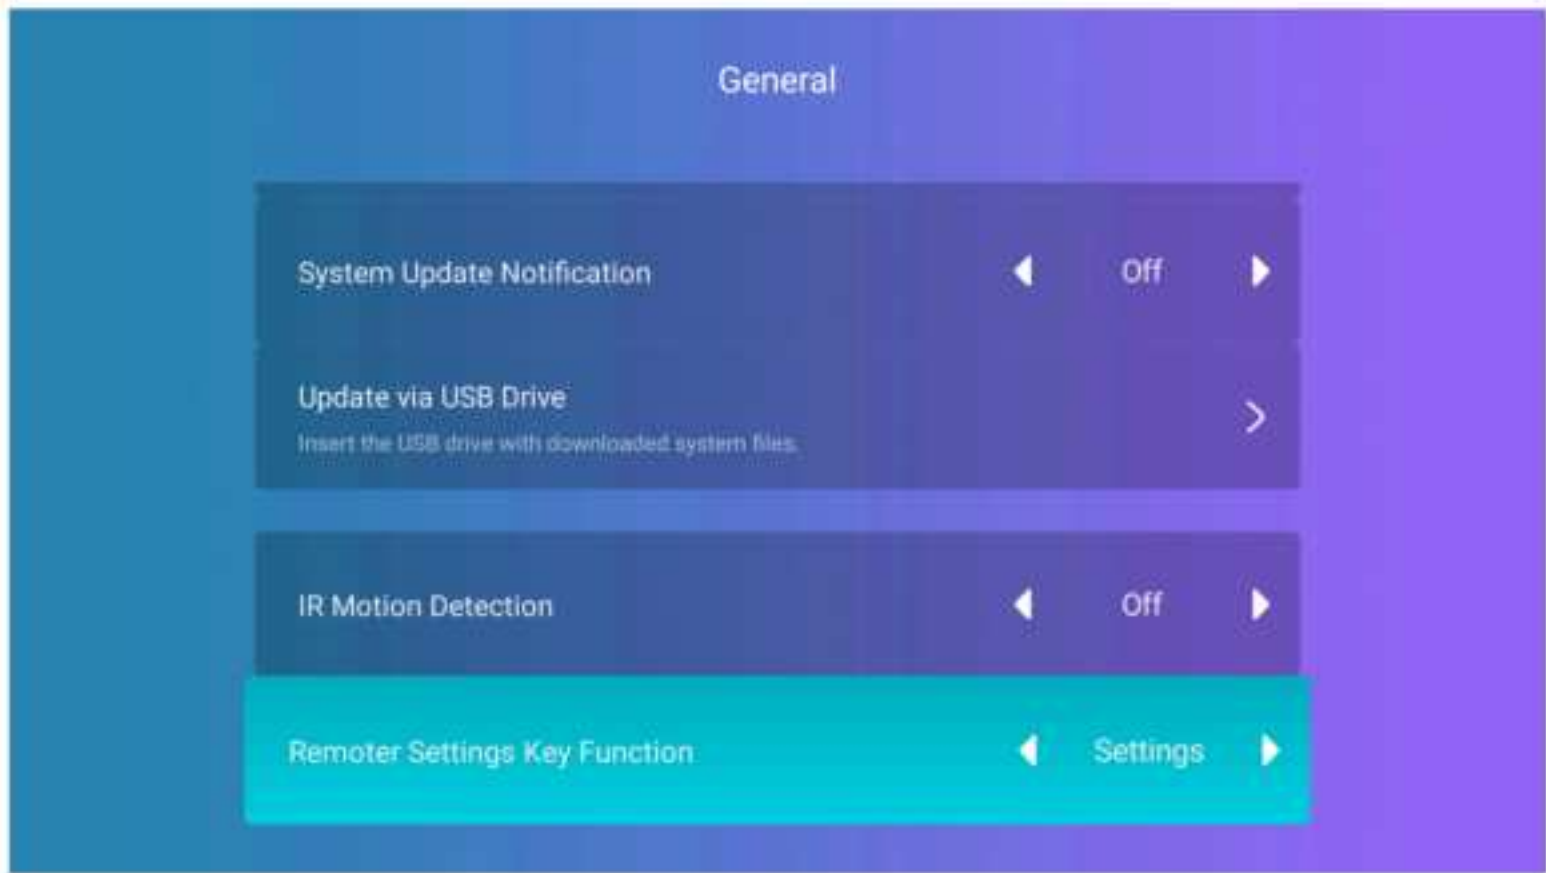 General
System Update Notification Off
Update via USB Drive
Insert the USB drive with downloaded system files.
IR Motion Detection Off
Remoter Settings Key Function Settings